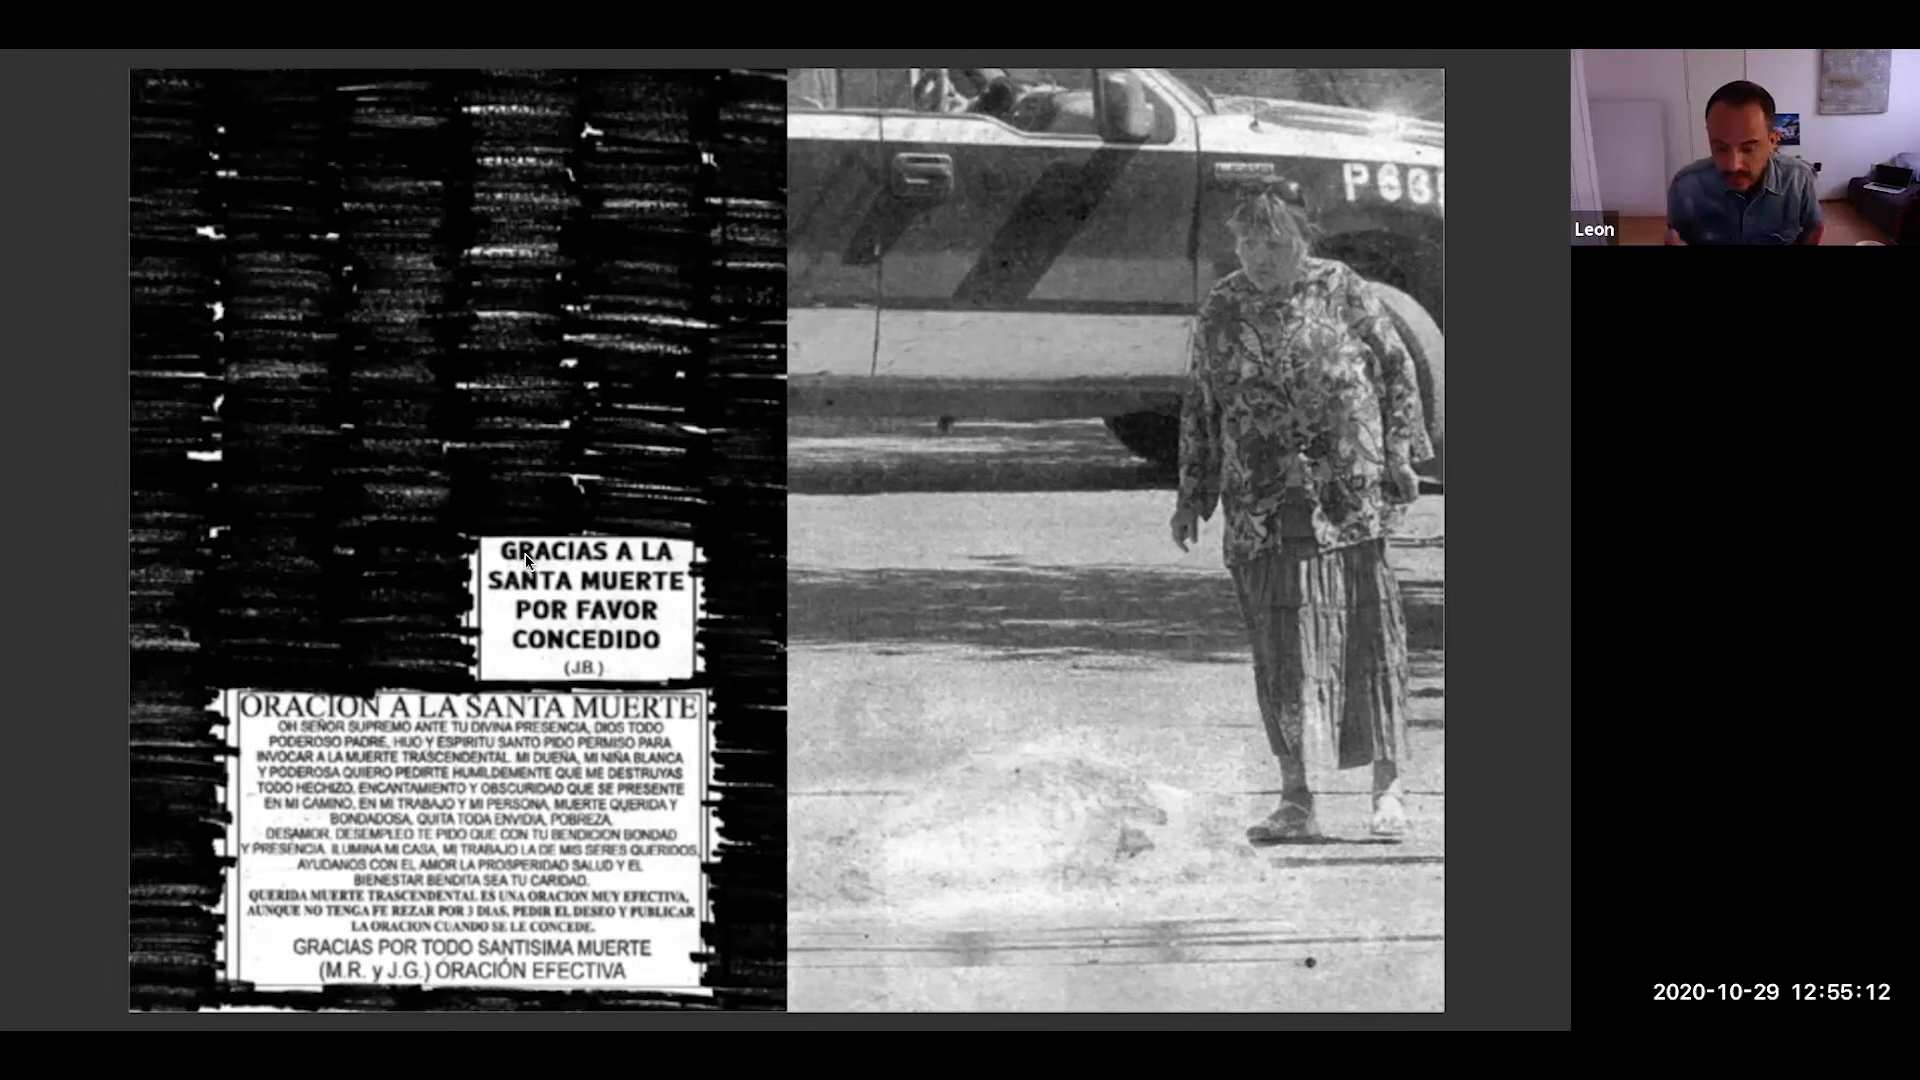 GRACIAS A LA
SANTA MUERTE
POR FAVOR
CONCEDIDO
(J.B.)
ORACION A LA SANTA MUERTE
OH SEÑOR SUPREMO ANTE TU DIVINA PRESENCIA, DIOS TODO
PODEROSO PADRE, HIJO Y ESPIRITU SANTO PIDO PERMISO PARA
INVOCAR A LA MUERTE TRASCENDENTAL. MI DUEÑA, MI NIÑA BLANCA
Y PODEROSA QUIERO PEDIRTE HUMILDEMENTE QUE ME DESTRUYAS
TODO HECHIZO, ENCANTAMIENTO Y OBSCURIDAD QUE SE PRESENTE
EN MI CAMINO, EN MI TRABAJO Y MI PERSONA, MUERTE QUERIDA Y
BONDADOSA, QUITA TODA ENVIDIA, POBREZA,
DESAMOR, DESEMPLEO TE PIDO QUE CON TU BENDICION BONDAD
Y PRESENCIA. ILUMINA MI CASA, MI TRABAJO LA DE MIS SERES QUERIDOS,
AYUDANOS CON EL AMOR LA PROSPERIDAD SALUD Y EL
BIENESTAR BENDITA SEA TU CARIDAD.
QUERIDA MUERTE TRASCENDENTAL ES UNA ORACION MUY EFECTIVA,
AUNQUE NO TENGA FE REZAR POR 3 DIAS, PEDIR EL DESEO Y PUBLICAR
LA ORACION CUANDO SE LE CONCEDE.
GRACIAS POR TODO SANTISIMA MUERTE
(M.R. y J.G.) ORACIÓN EFECTIVA
Leon
2020-10-29 12:55:12